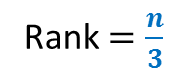 Rank = n/3